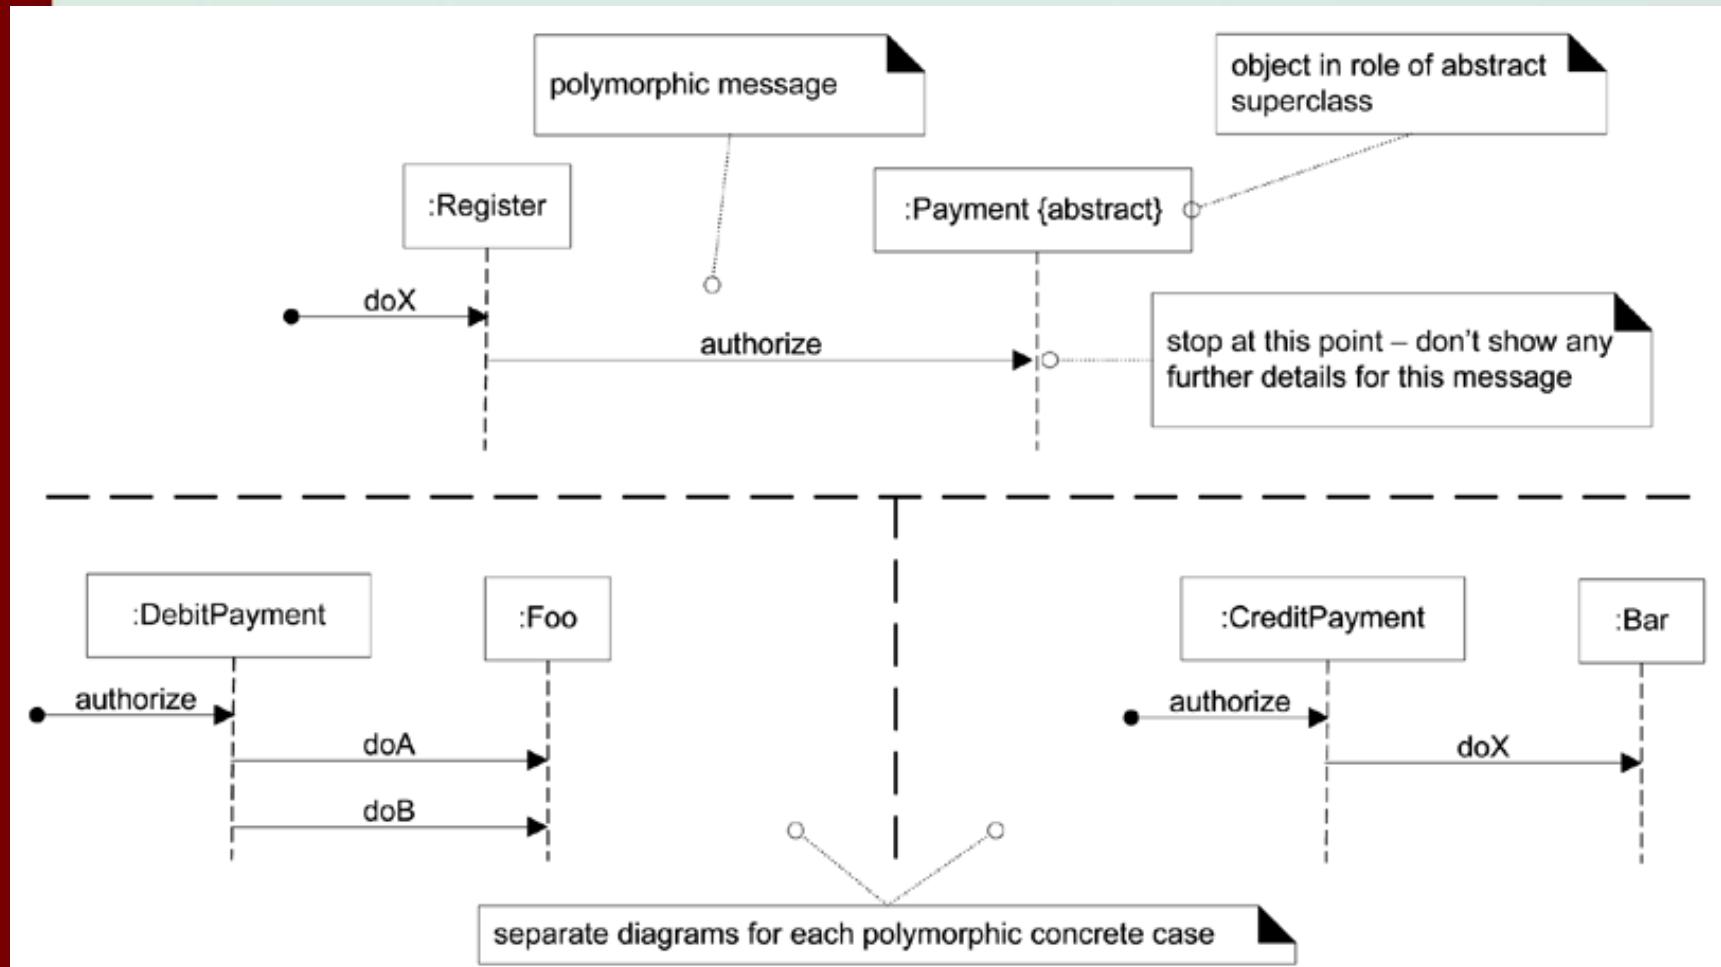 polymorphic message
object in role of abstract
superclass
:Register
:Payment {abstract}
doX
authorize
stop at this point – don't show any
further details for this message
:DebitPayment
:Foo
authorize
doA
doB
:CreditPayment
:Bar
authorize
doX
separate diagrams for each polymorphic concrete case